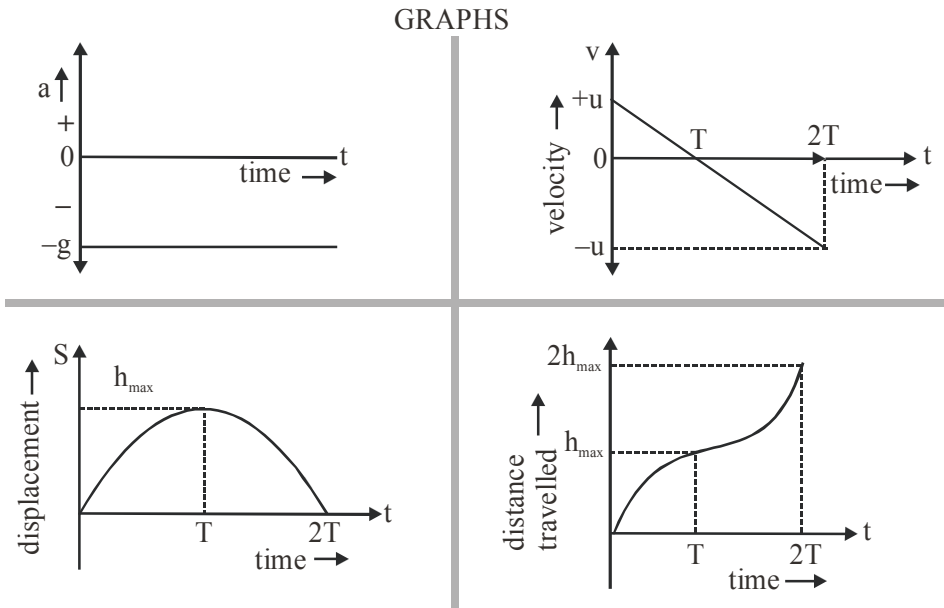 GRAPHS
a
+
0
−
−g
t
time
v
+u
velocity
0
−u
T
2T
t
time
S
h_max
displacement
T
2T
t
time
2h_max
h_max
distance
travelled
T
2T
t
time